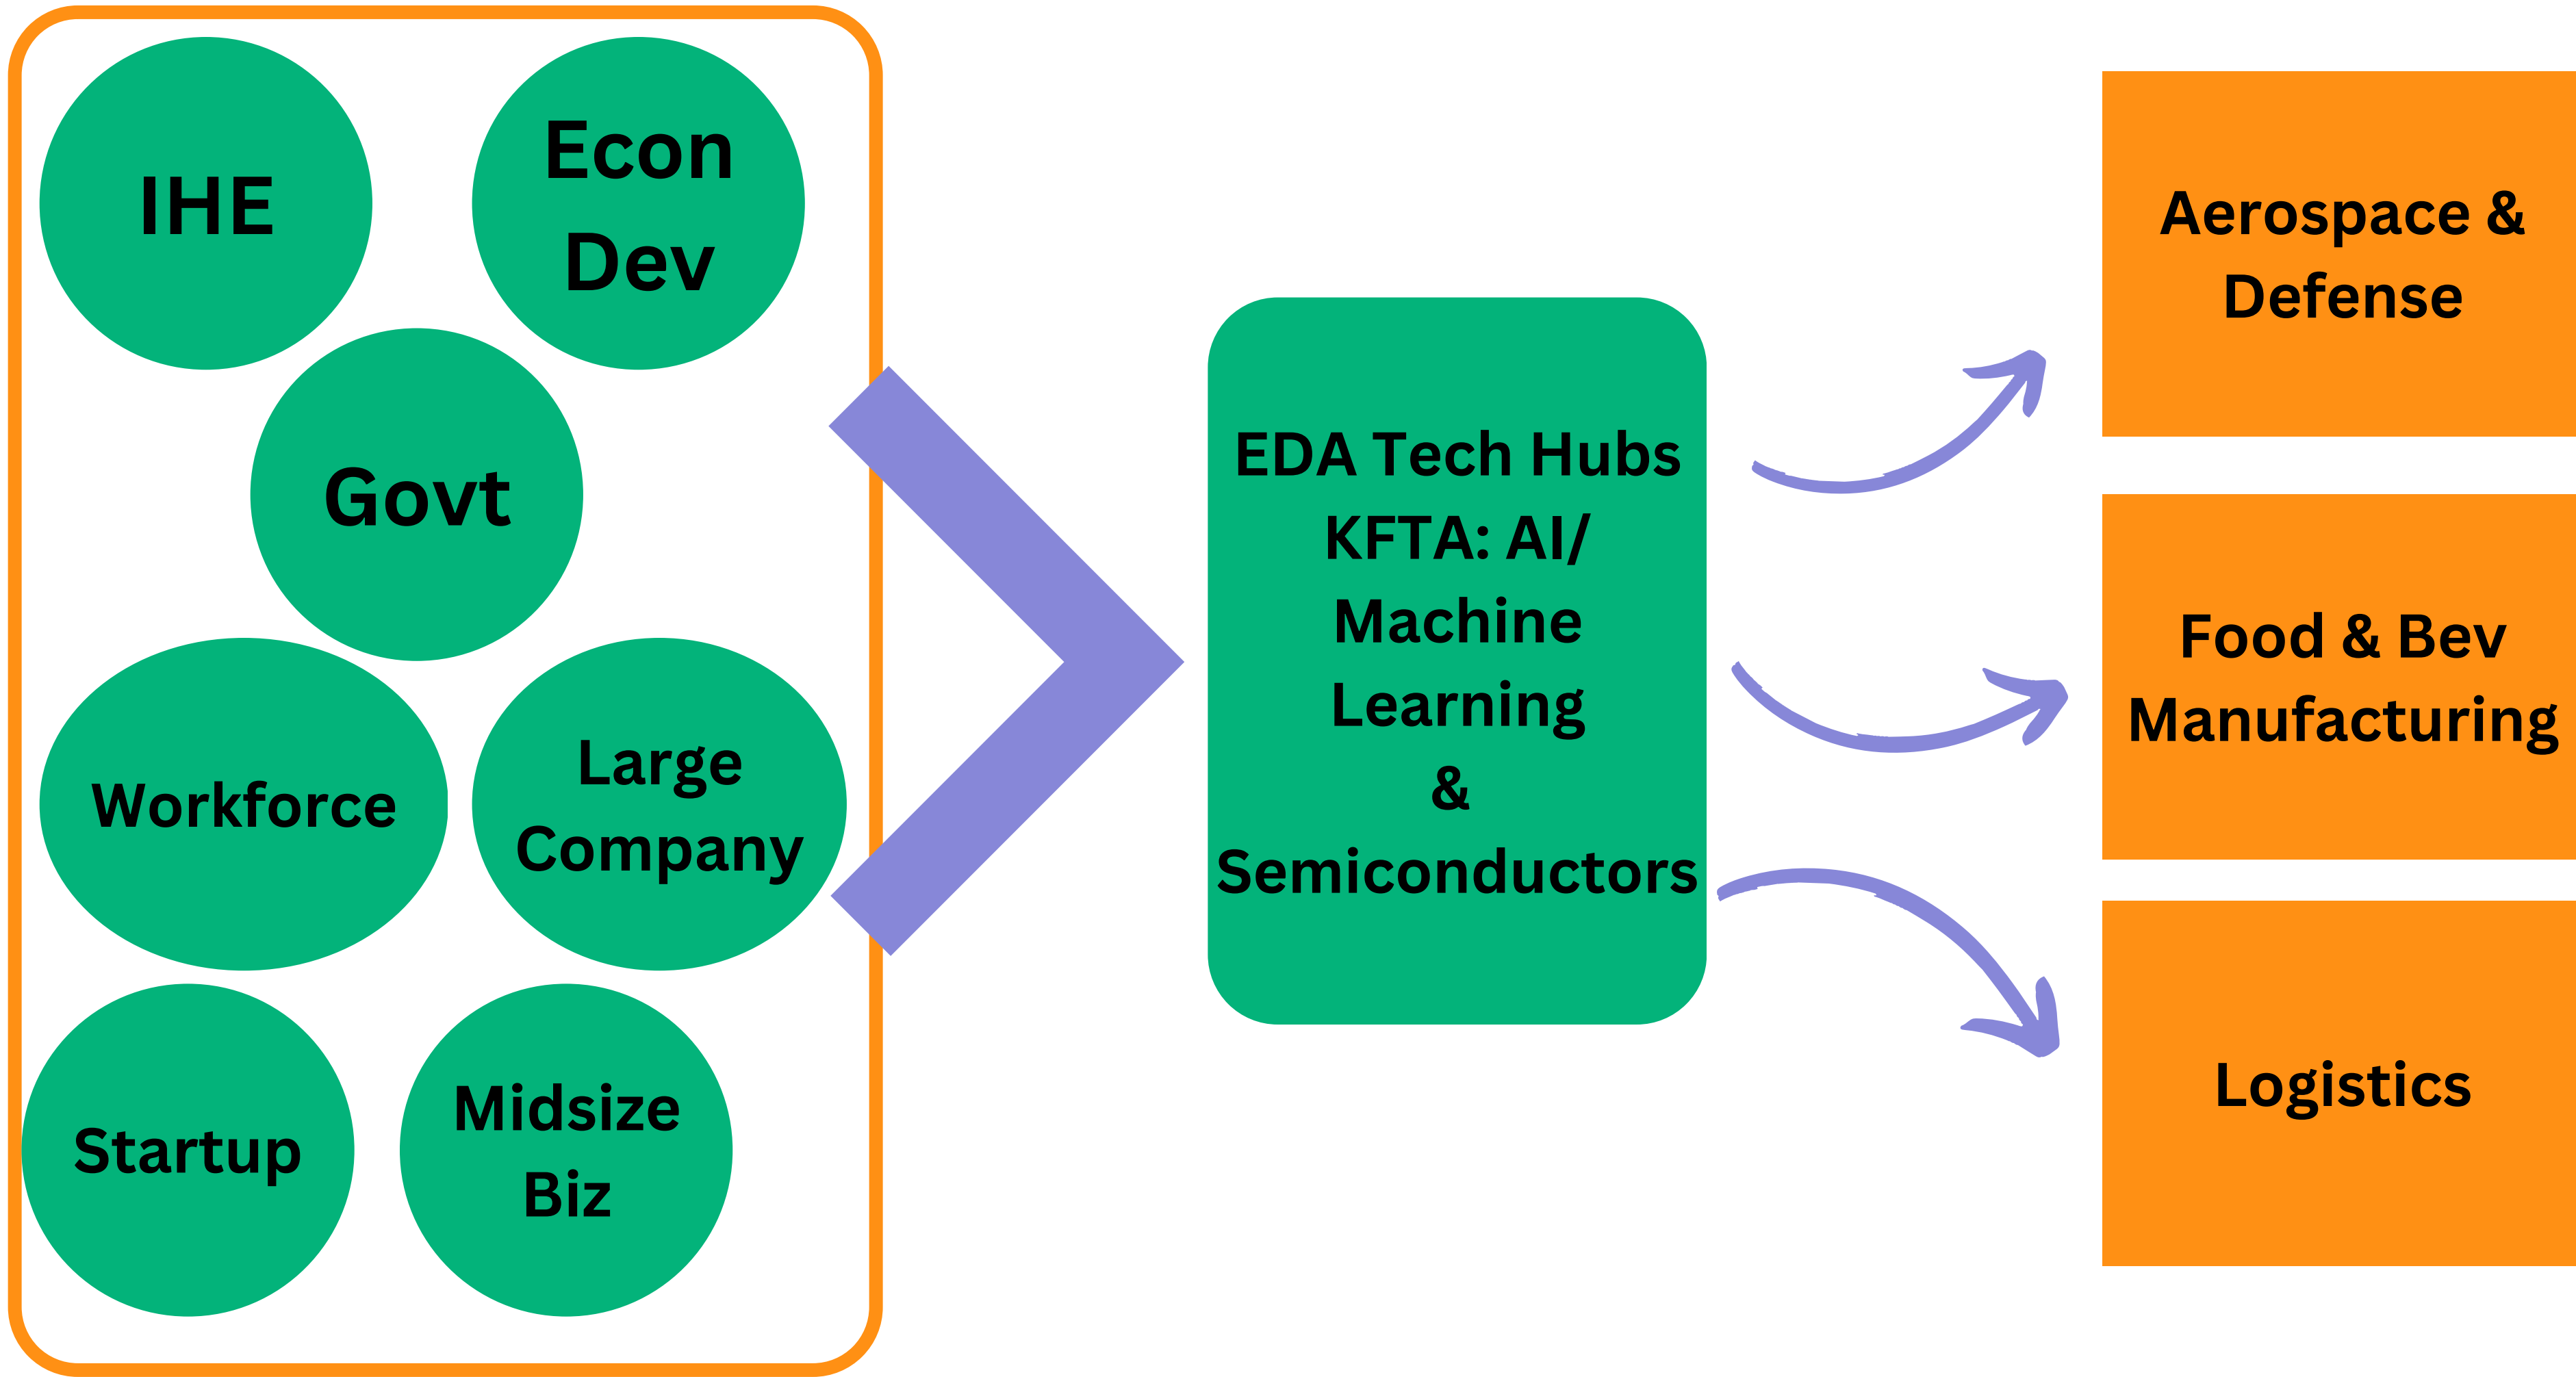 IHE
Econ
Dev
Govt
Workforce
Large
Company
Startup
Midsize
Biz
EDA Tech Hubs
KFTA: AI/
Machine
Learning
&
Semiconductors
Aerospace &
Defense
Food & Bev
Manufacturing
Logistics